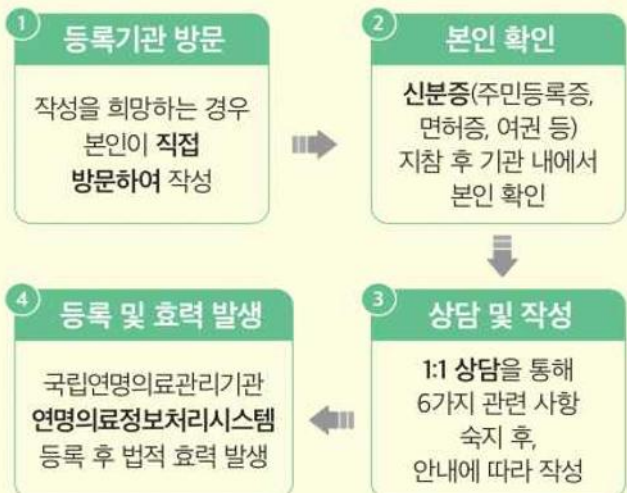 1
등록기관 방문
작성을 희망하는 경우
본인이 직접
방문하여 작성
2
본인 확인
신분증(주민등록증,
면허증, 여권 등)
지참 후 기관 내에서
본인 확인
3
상담 및 작성
1:1 상담을 통해
6가지 관련 사항
숙지 후,
안내에 따라 작성
4
등록 및 효력 발생
국립연명의료관리기관
연명의료정보처리시스템
등록 후 법적 효력 발생